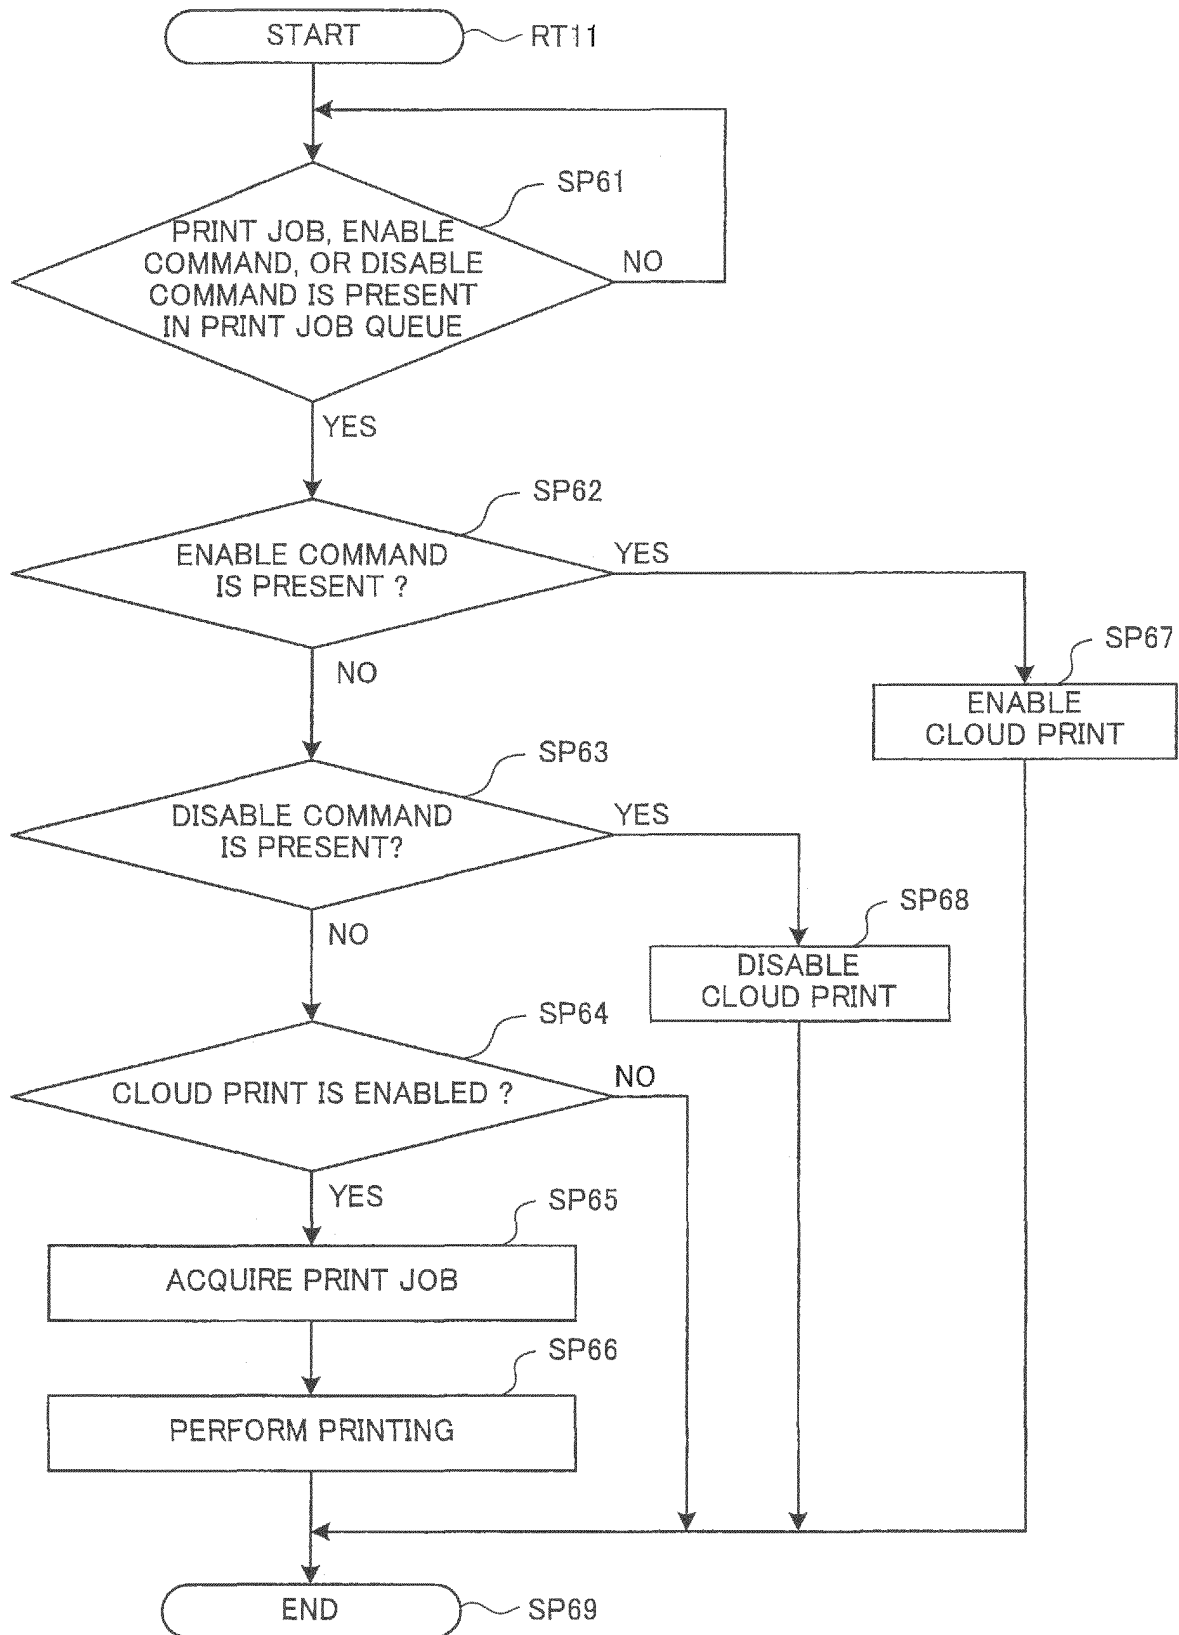 START
RT11
SP61
PRINT JOB, ENABLE
COMMAND, OR DISABLE
COMMAND IS PRESENT
IN PRINT JOB QUEUE
NO
YES
SP62
ENABLE COMMAND
IS PRESENT ?
YES
NO
SP67
ENABLE
CLOUD PRINT
SP63
DISABLE COMMAND
IS PRESENT?
YES
NO
SP68
DISABLE
CLOUD PRINT
SP64
CLOUD PRINT IS ENABLED ?
NO
YES
SP65
ACQUIRE PRINT JOB
SP66
PERFORM PRINTING
END
SP69